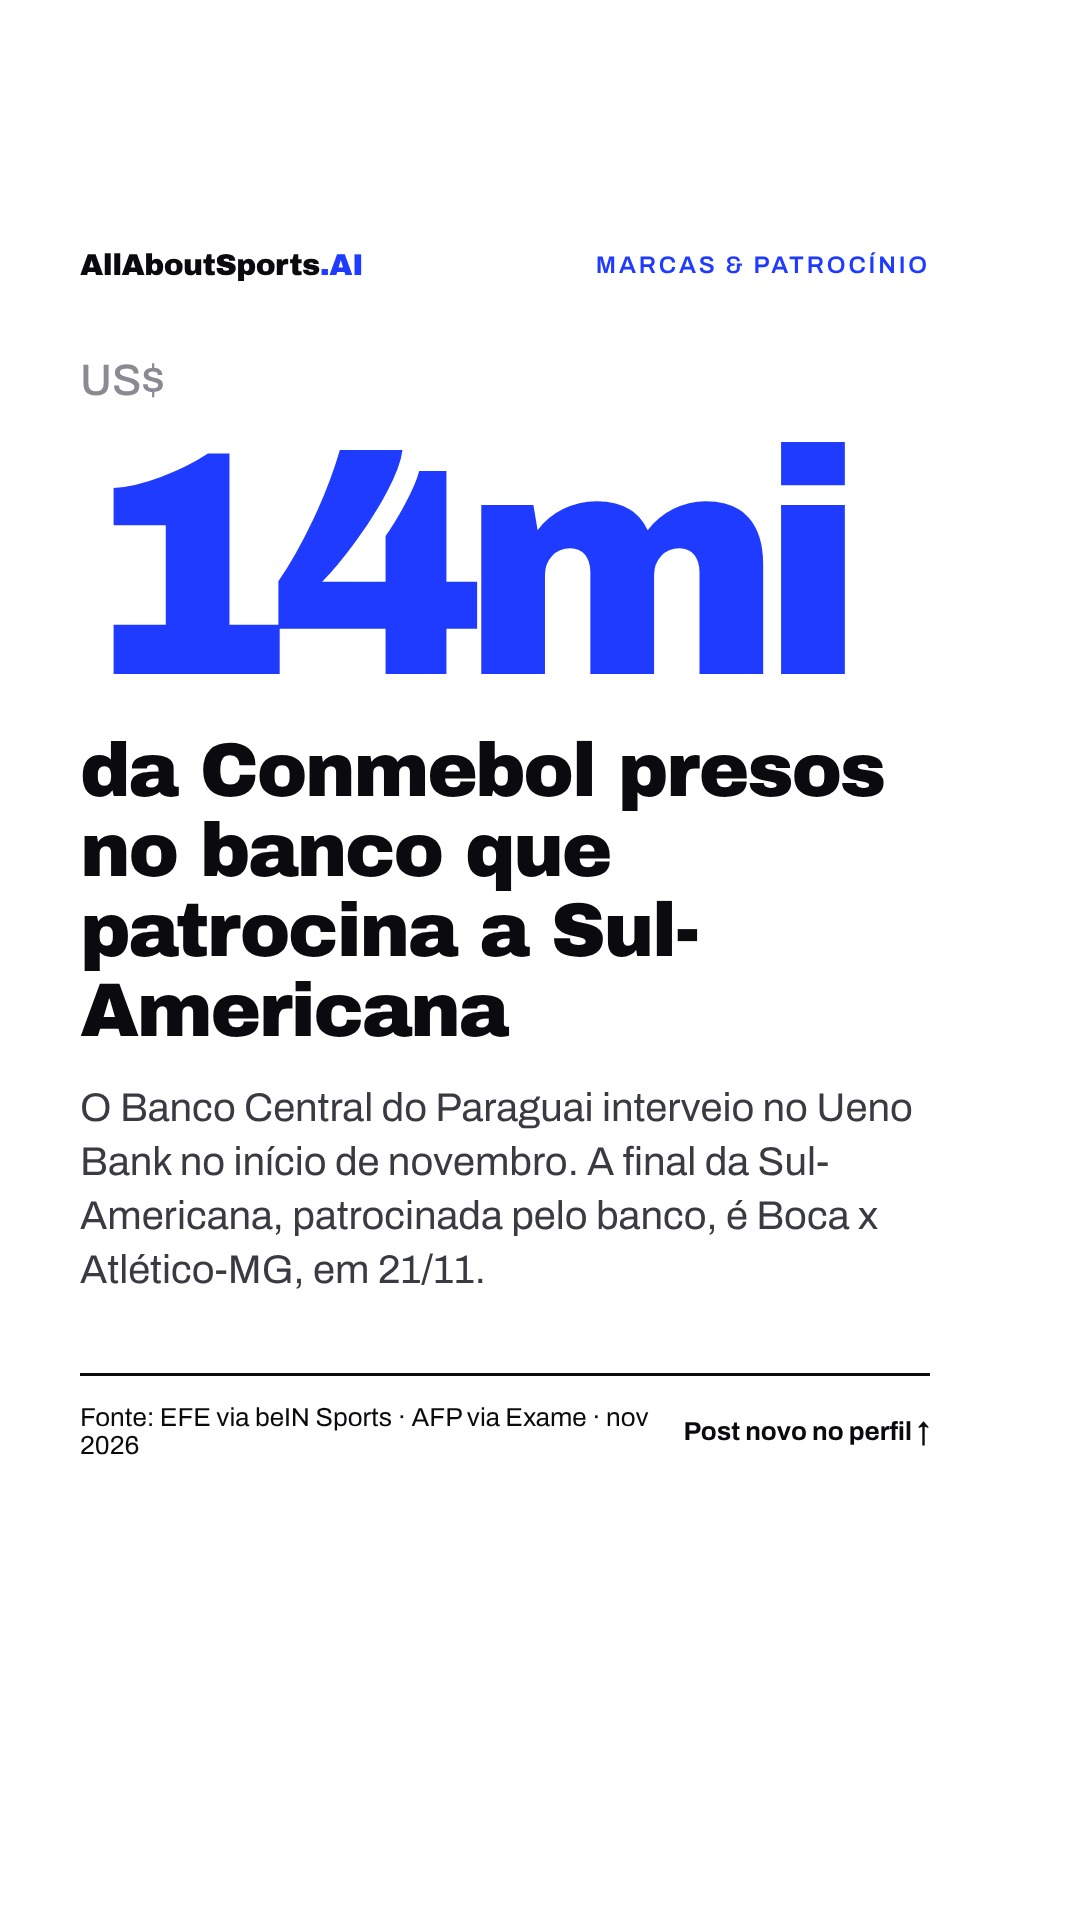 AllAboutSports.AI
MARCAS & PATROCÍNIO
US$
14mi
da Conmebol presos
no banco que
patrocina a Sul-
Americana
O Banco Central do Paraguai interveio no Ueno
Bank no início de novembro. A final da Sul-
Americana, patrocinada pelo banco, é Boca x
Atlético-MG, em 21/11.
Fonte: EFE via beIN Sports · AFP via Exame · nov
2026
Post novo no perfil ↑